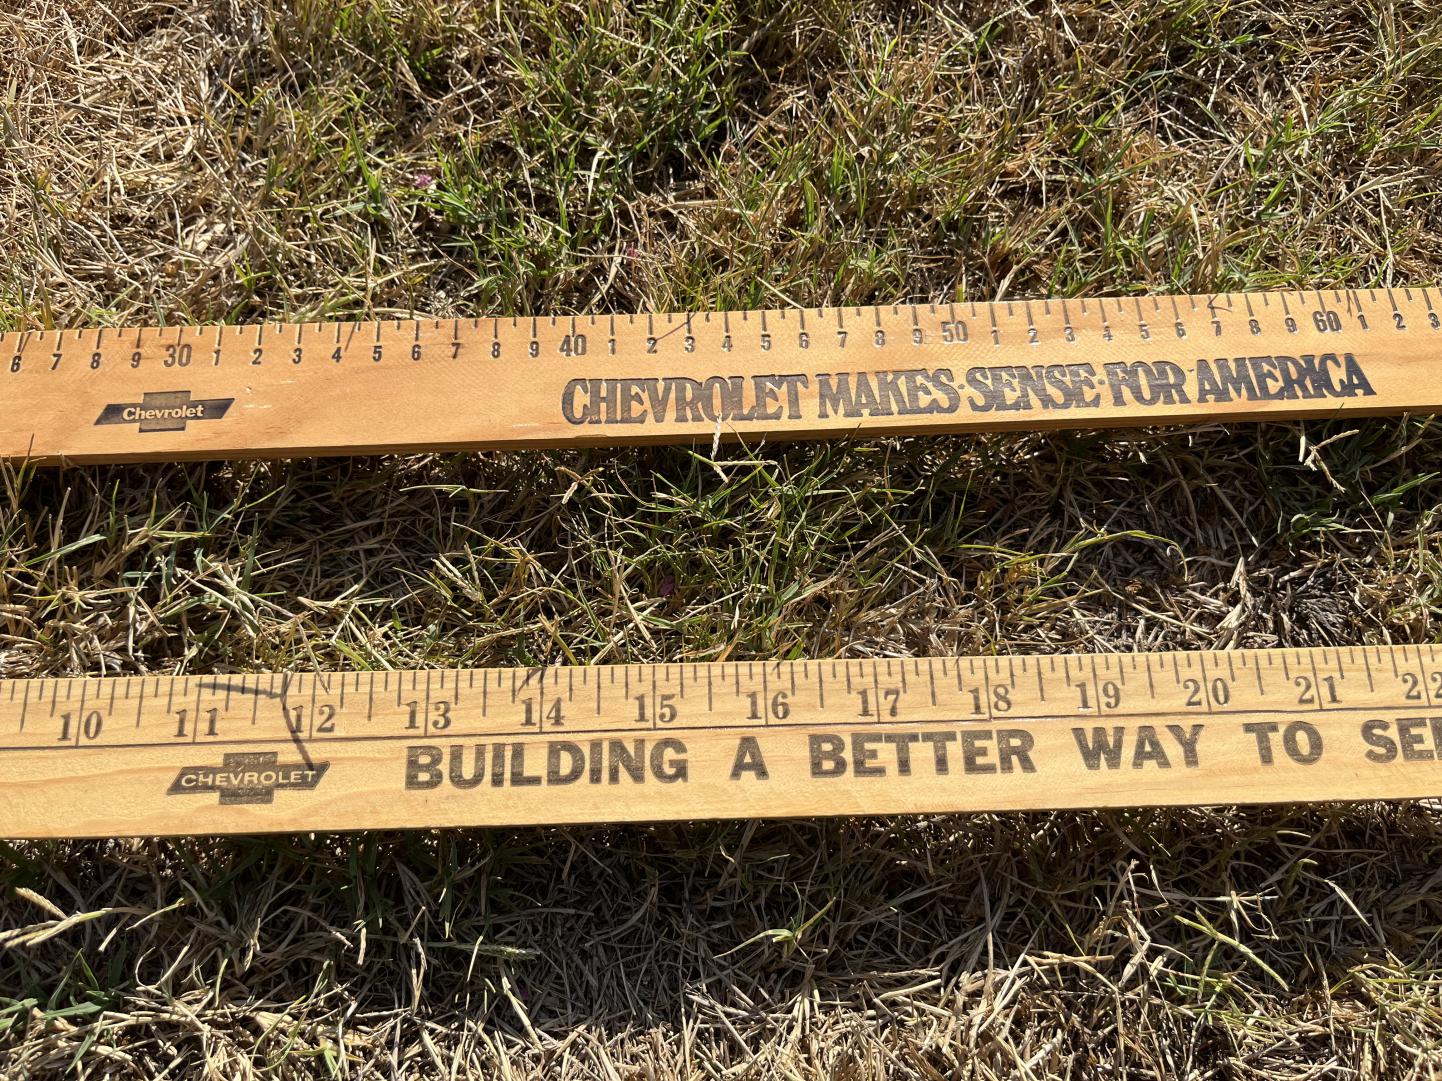 6 7 8 9 30 1 2 3 4 5 6 7 8 9 40 1 2 3 4 5 6 7 8 9 50 1 2 3 4 5 6 7 8 9 60 1 2 3
Chevrolet CHEVROLET MAKES·SENSE·FOR·AMERICA
10 11 12 13 14 15 16 17 18 19 20 21 22
CHEVROLET BUILDING A BETTER WAY TO